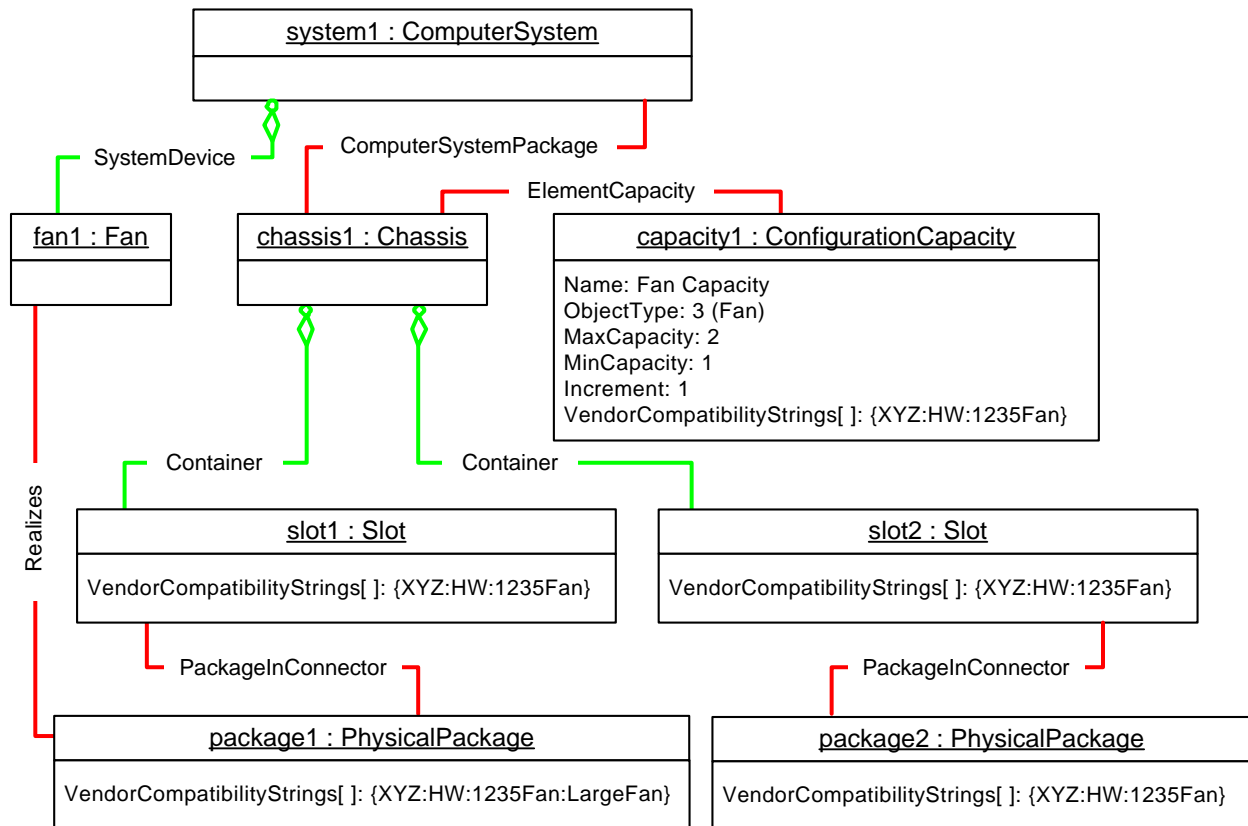 system1 : ComputerSystem
SystemDevice
ComputerSystemPackage
ElementCapacity
fan1 : Fan
chassis1 : Chassis
capacity1 : ConfigurationCapacity
Name: Fan Capacity
ObjectType: 3 (Fan)
MaxCapacity: 2
MinCapacity: 1
Increment: 1
VendorCompatibilityStrings[ ]: {XYZ:HW:1235Fan}
Container
Container
Realizes
slot1 : Slot
VendorCompatibilityStrings[ ]: {XYZ:HW:1235Fan}
slot2 : Slot
VendorCompatibilityStrings[ ]: {XYZ:HW:1235Fan}
PackageInConnector
PackageInConnector
package1 : PhysicalPackage
VendorCompatibilityStrings[ ]: {XYZ:HW:1235Fan:LargeFan}
package2 : PhysicalPackage
VendorCompatibilityStrings[ ]: {XYZ:HW:1235Fan}